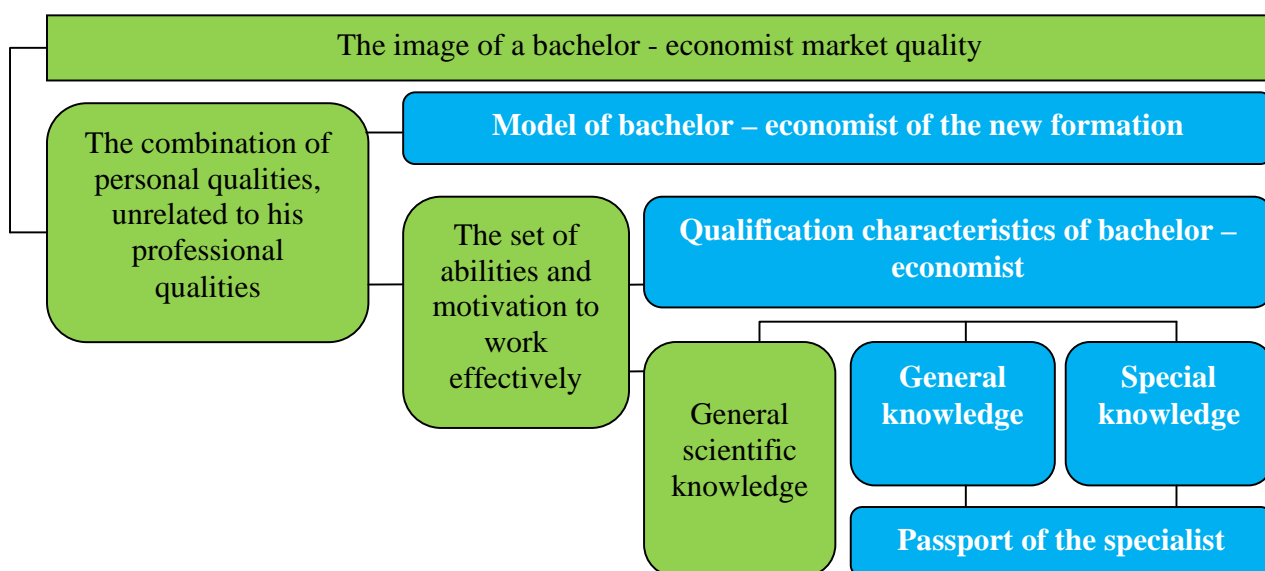 The image of a bachelor - economist market quality
The combination of
personal qualities,
unrelated to his
professional
qualities
Model of bachelor – economist of the new formation
The set of
abilities and
motivation to
work
effectively
Qualification characteristics of bachelor –
economist
General
scientific
knowledge
General
knowledge
Special
knowledge
Passport of the specialist